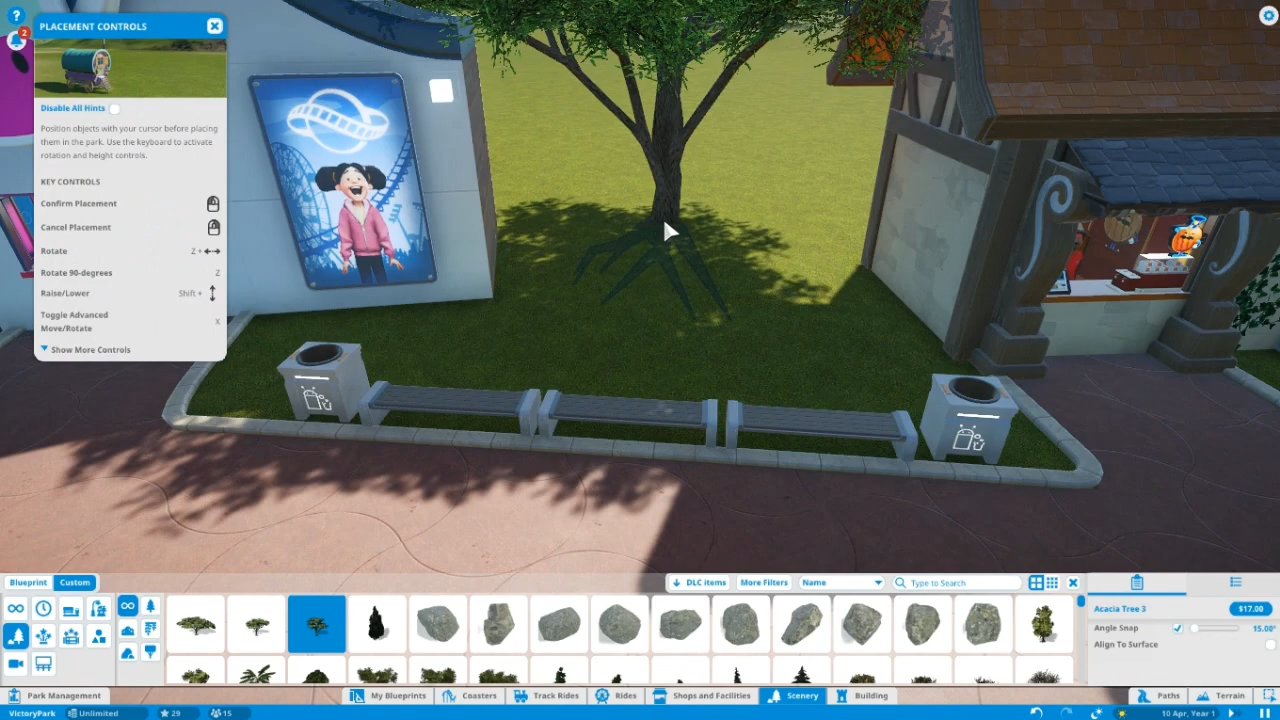 ?
2
PLACEMENT CONTROLS
Disable All Hints
Position objects with your cursor before placing
them in the park. Use the keyboard to activate
rotation and height controls.
KEY CONTROLS
Confirm Placement
Cancel Placement
Rotate Z +
Rotate 90-degrees Z
Raise/Lower Shift +
Toggle Advanced
Move/Rotate X
Show More Controls
Blueprint Custom DLC items More Filters Name Type to Search
Acacia Tree 3 $17.00
Angle Snap 15.00°
Align To Surface
Park Management My Blueprints Coasters Track Rides Rides Shops and Facilities Scenery Building Paths Terrain
VictoryPark Unlimited 29 15 10 Apr, Year 1